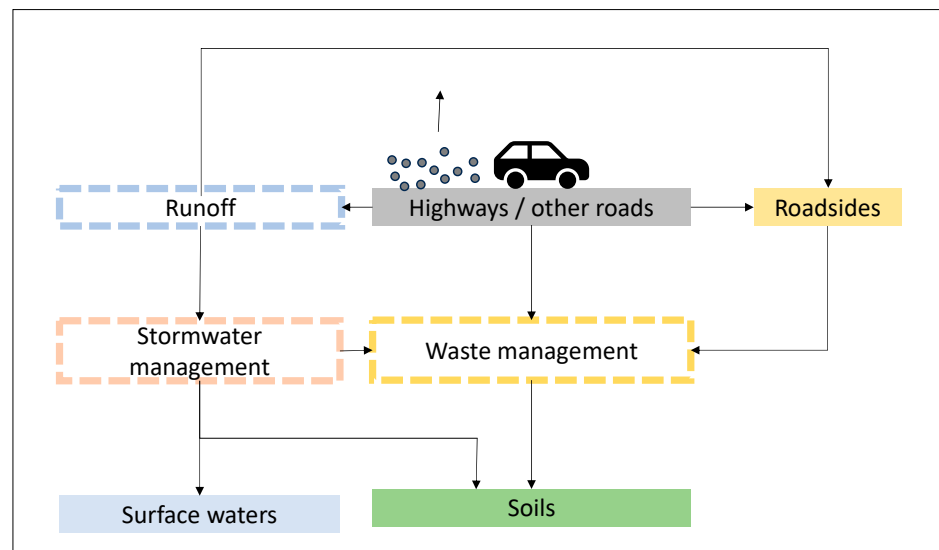 Runoff
Highways / other roads
Roadsides
Stormwater
management
Waste management
Surface waters
Soils